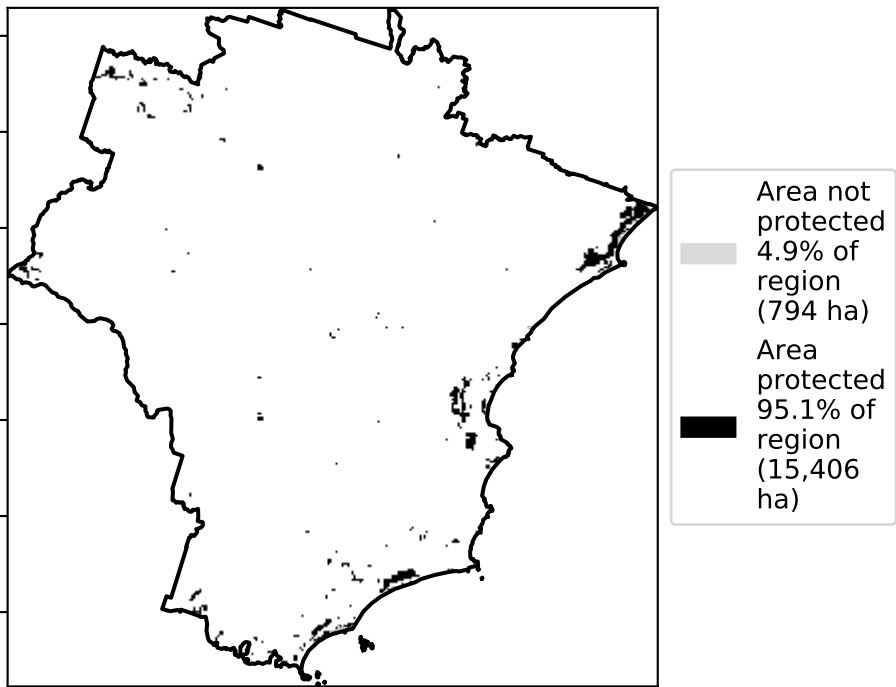 Area not
protected
4.9% of
region
(794 ha)
Area
protected
95.1% of
region
(15,406
ha)